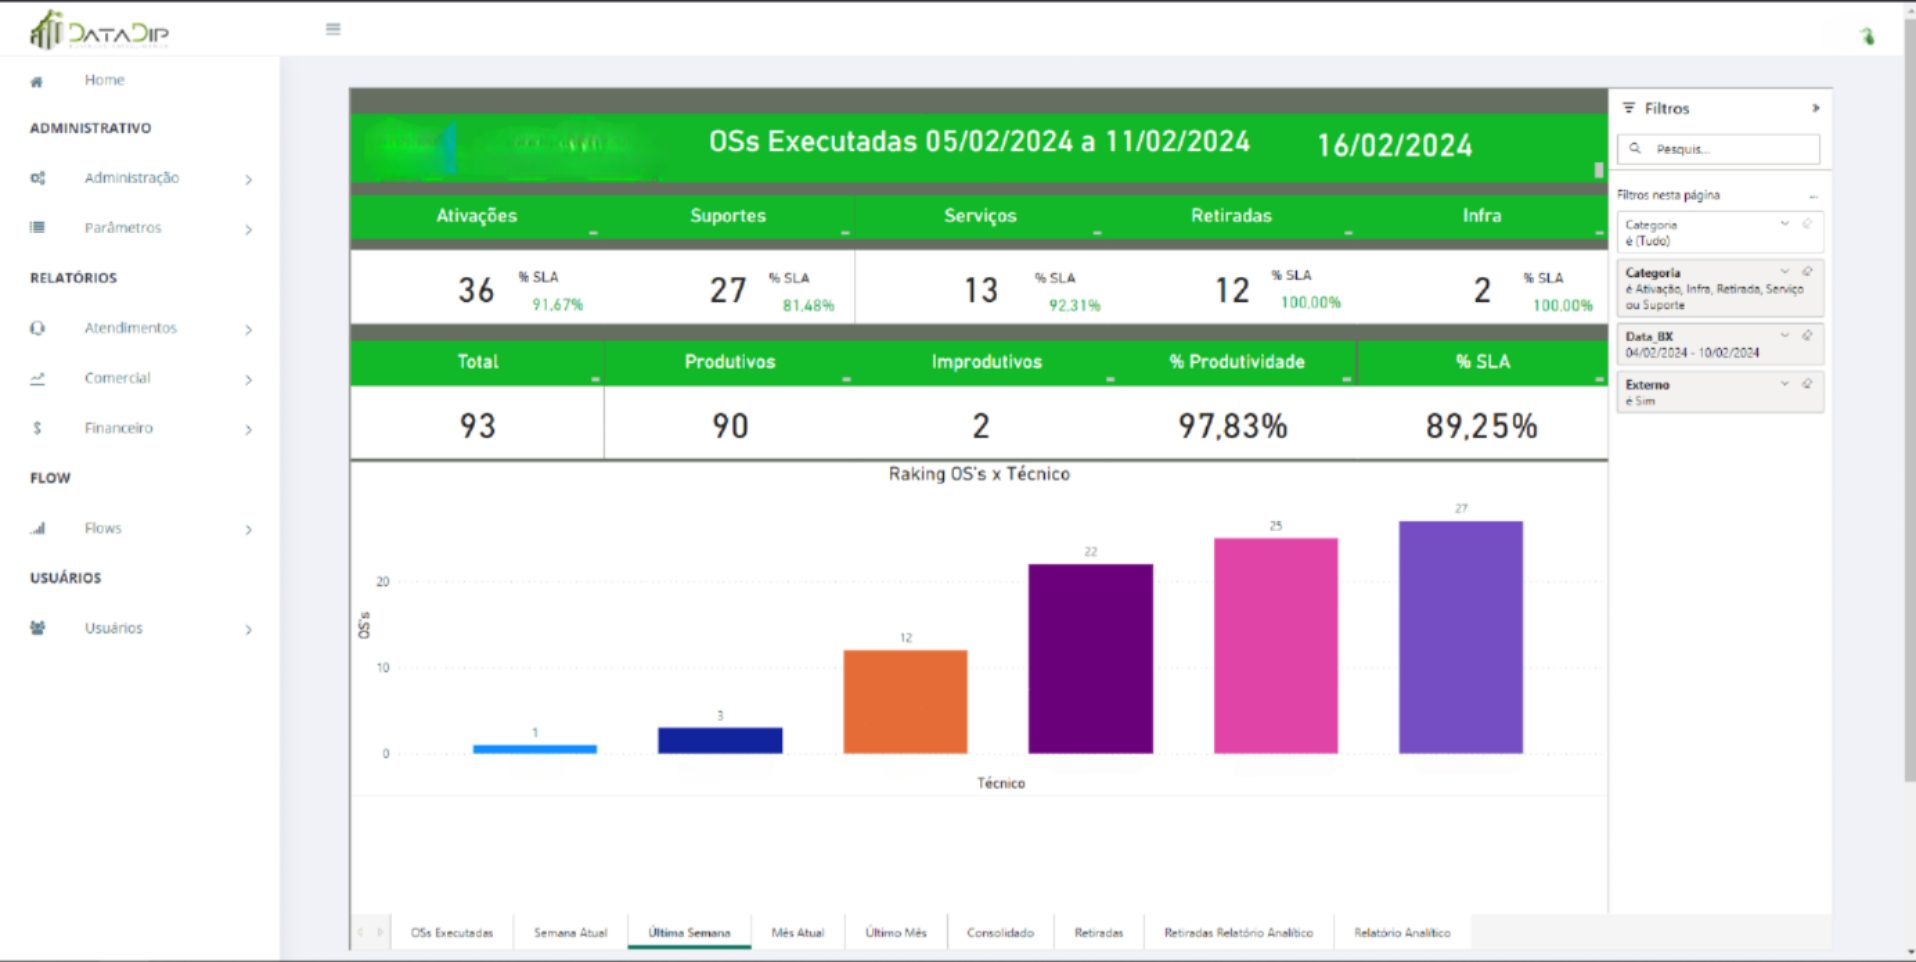 DATADIP
Home
ADMINISTRATIVO
Administração
Parâmetros
RELATÓRIOS
Atendimentos
Comercial
Financeiro
FLOW
Flows
USUÁRIOS
Usuários
OSs Executadas 05/02/2024 a 11/02/2024 16/02/2024
Ativações Suportes Serviços Retiradas Infra
36 % SLA 91,67% 27 % SLA 81,48% 13 % SLA 92,31% 12 % SLA 100,00% 2 % SLA 100,00%
Total Produtivos Improdutivos % Produtividade % SLA
93 90 2 97,83% 89,25%
Raking OS's x Técnico
27
25
22
20
12
10
3
1
0
OS's
Técnico
Filtros
Pesquis...
Filtros nesta página ...
Categoria
é (Tudo)
Categoria
é Ativação, Infra, Retirada, Serviço
ou Suporte
Data_BX
04/02/2024 - 10/02/2024
Externo
é Sim
OSs Executadas Semana Atual Última Semana Mês Atual Último Mês Consolidado Retiradas Retiradas Relatório Analítico Relatório Analítico